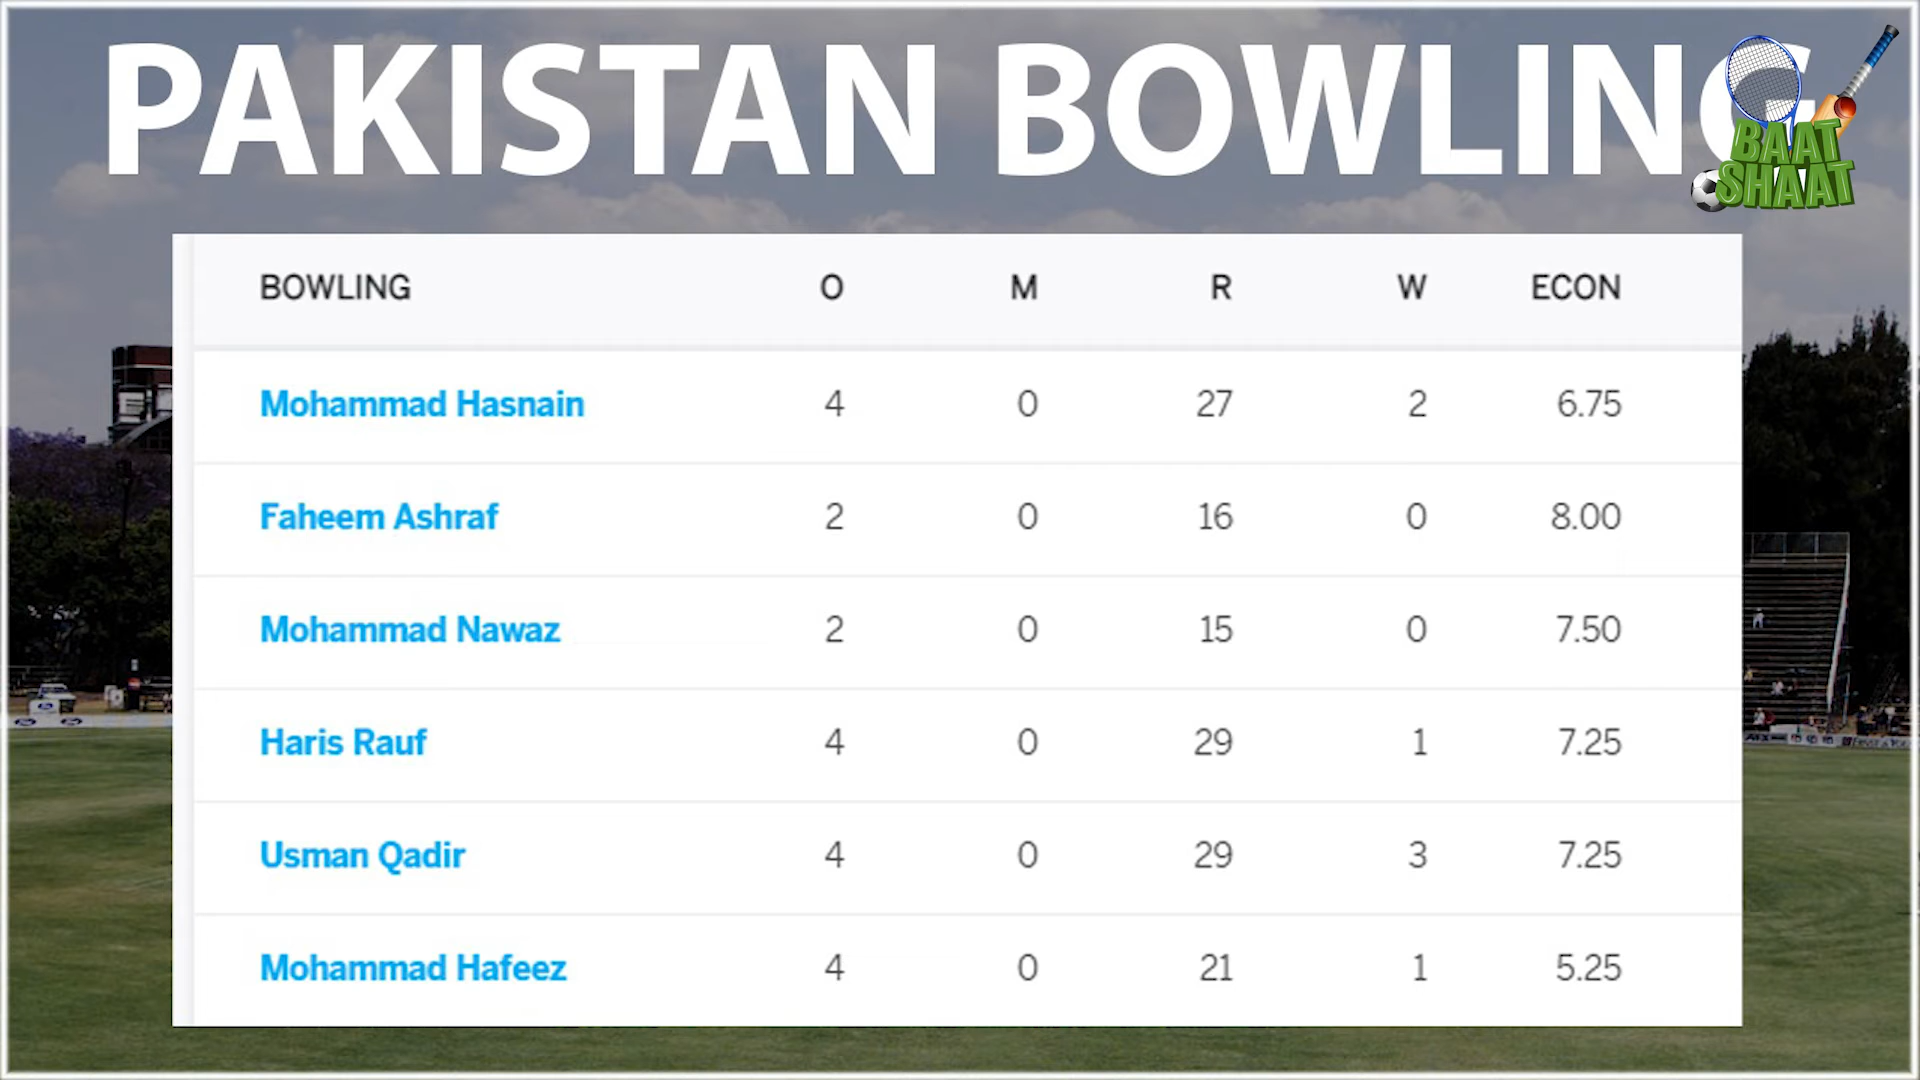 PAKISTAN BOWLING
BAAT
SHAAT
BOWLING O M R W ECON
Mohammad Hasnain 4 0 27 2 6.75
Faheem Ashraf 2 0 16 0 8.00
Mohammad Nawaz 2 0 15 0 7.50
Haris Rauf 4 0 29 1 7.25
Usman Qadir 4 0 29 3 7.25
Mohammad Hafeez 4 0 21 1 5.25